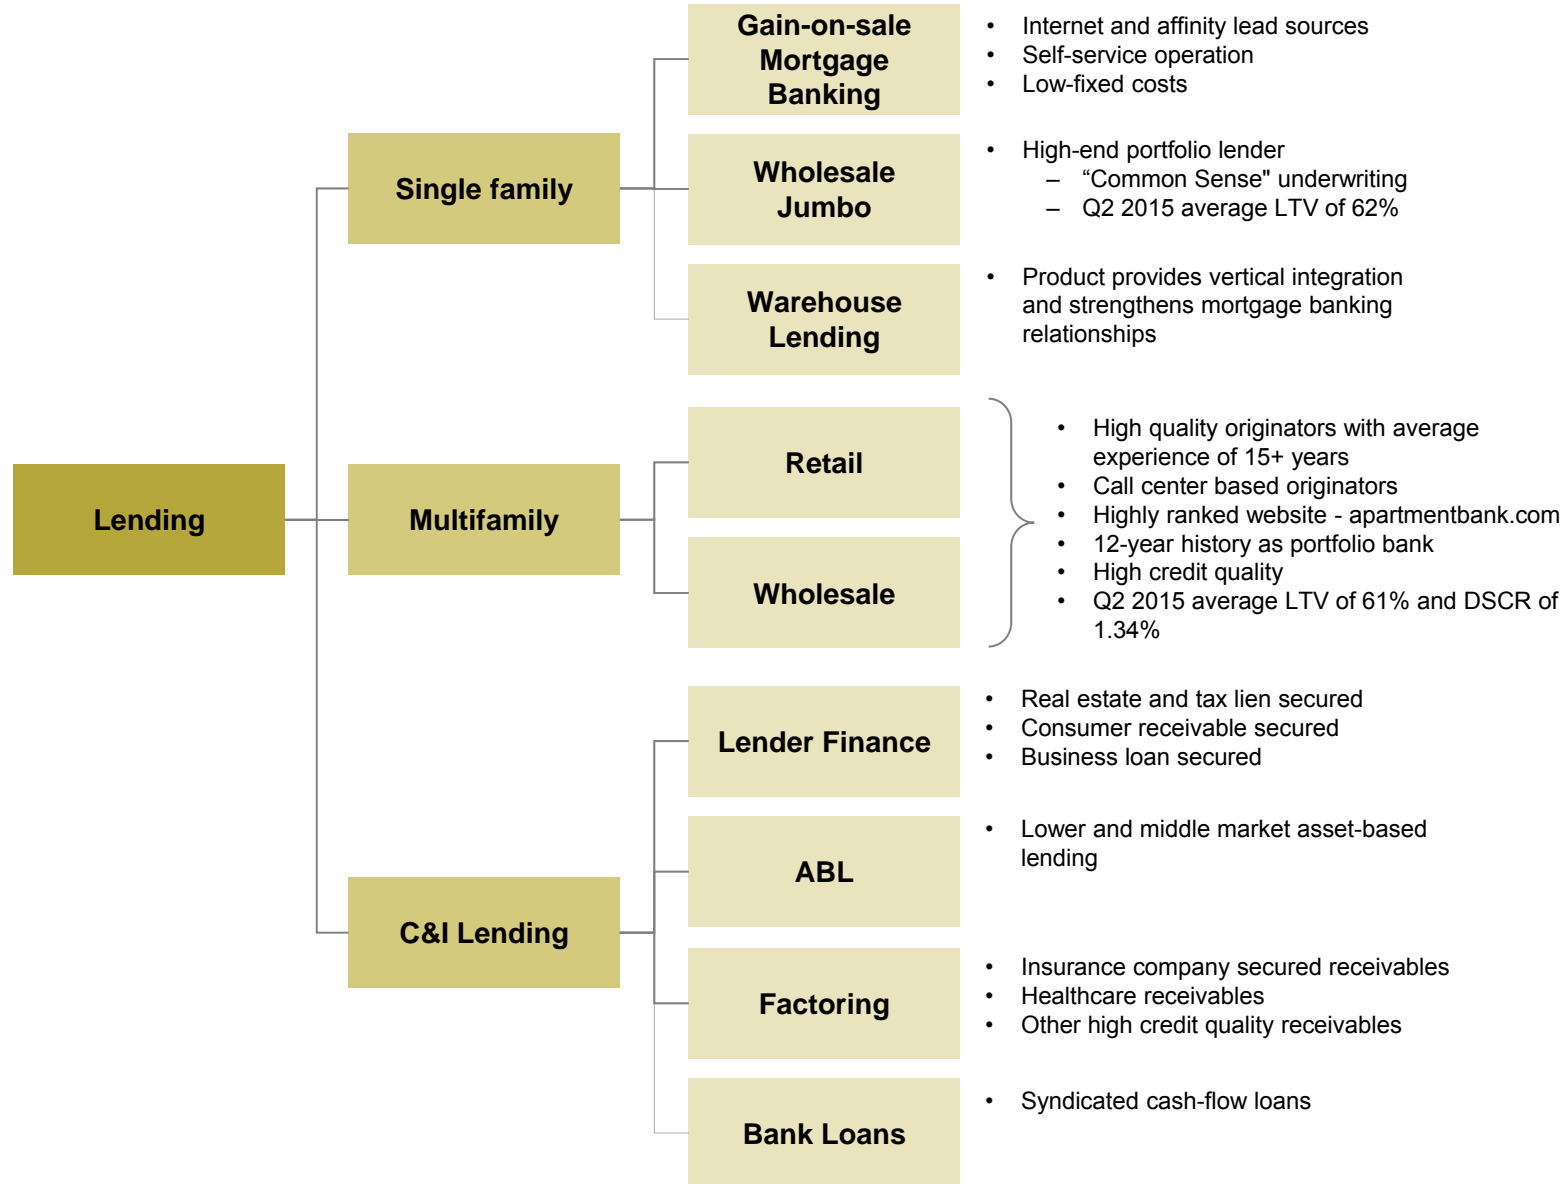 Lending
Single family
Gain-on-sale
Mortgage
Banking
• Internet and affinity lead sources
• Self-service operation
• Low-fixed costs
Wholesale
Jumbo
• High-end portfolio lender
– “Common Sense" underwriting
– Q2 2015 average LTV of 62%
Warehouse
Lending
• Product provides vertical integration
and strengthens mortgage banking
relationships
Multifamily
Retail
Wholesale
• High quality originators with average
experience of 15+ years
• Call center based originators
• Highly ranked website - apartmentbank.com
• 12-year history as portfolio bank
• High credit quality
• Q2 2015 average LTV of 61% and DSCR of
1.34%
C&I Lending
Lender Finance
• Real estate and tax lien secured
• Consumer receivable secured
• Business loan secured
ABL
• Lower and middle market asset-based
lending
Factoring
• Insurance company secured receivables
• Healthcare receivables
• Other high credit quality receivables
Bank Loans
• Syndicated cash-flow loans